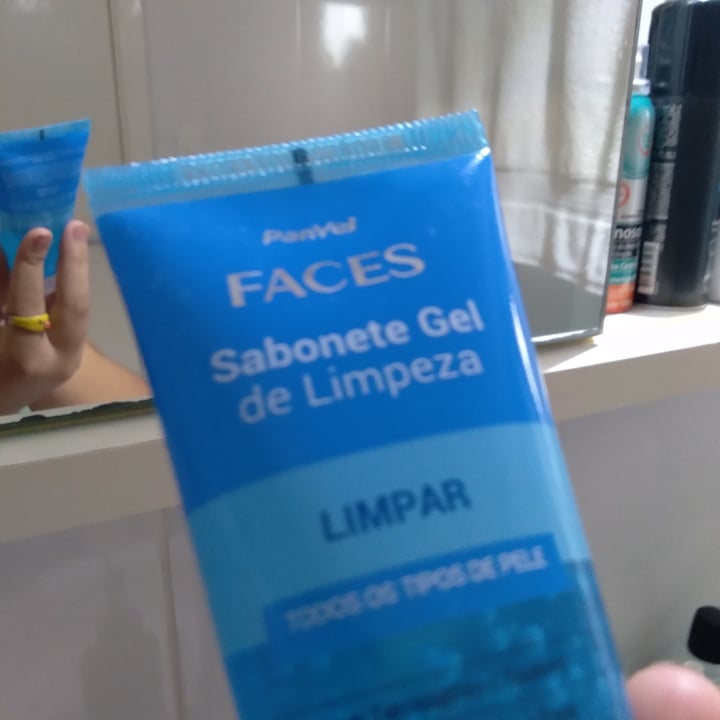 PanVel
FACES
Sabonete Gel
de Limpeza
LIMPAR
TODOS OS TIPOS DE PELE